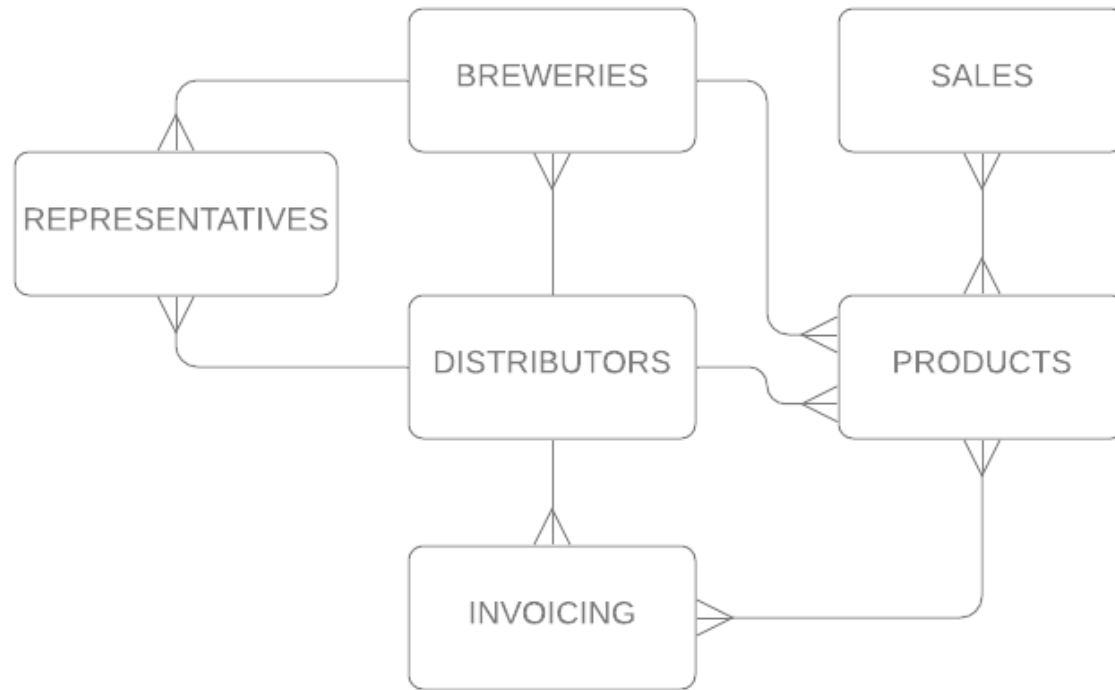 BREWERIES
SALES
REPRESENTATIVES
DISTRIBUTORS
PRODUCTS
INVOICING